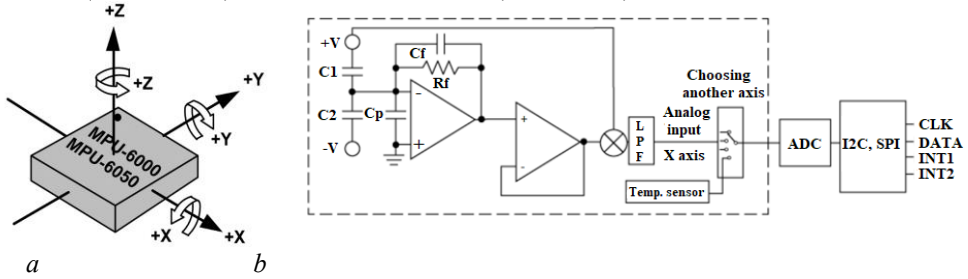 +Z
+Z
+Y
+Y
MPU-6000
MPU-6050
+X
+X
a
b
+V
C1
C2
-V
Cf
Rf
Cp
-
+
+
-
L
P
F
Choosing
another axis
Analog
input
X axis
Temp. sensor
ADC
I2C, SPI
CLK
DATA
INT1
INT2